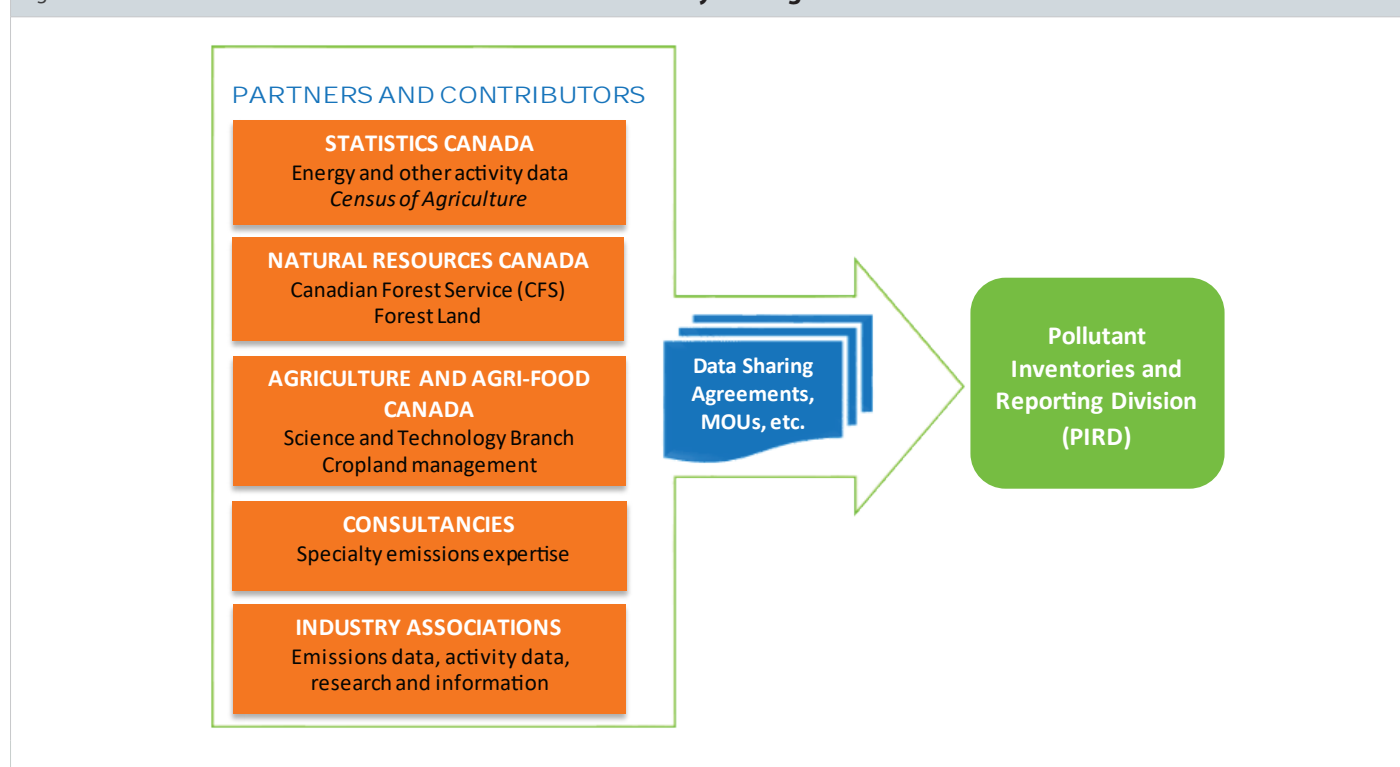 PARTNERS AND CONTRIBUTORS
STATISTICS CANADA
Energy and other activity data
Census of Agriculture
NATURAL RESOURCES CANADA
Canadian Forest Service (CFS)
Forest Land
AGRICULTURE AND AGRI-FOOD
CANADA
Science and Technology Branch
Cropland management
CONSULTANCIES
Specialty emissions expertise
INDUSTRY ASSOCIATIONS
Emissions data, activity data,
research and information
Data Sharing
Agreements,
MOUs, etc.
Pollutant
Inventories and
Reporting Division
(PIRD)